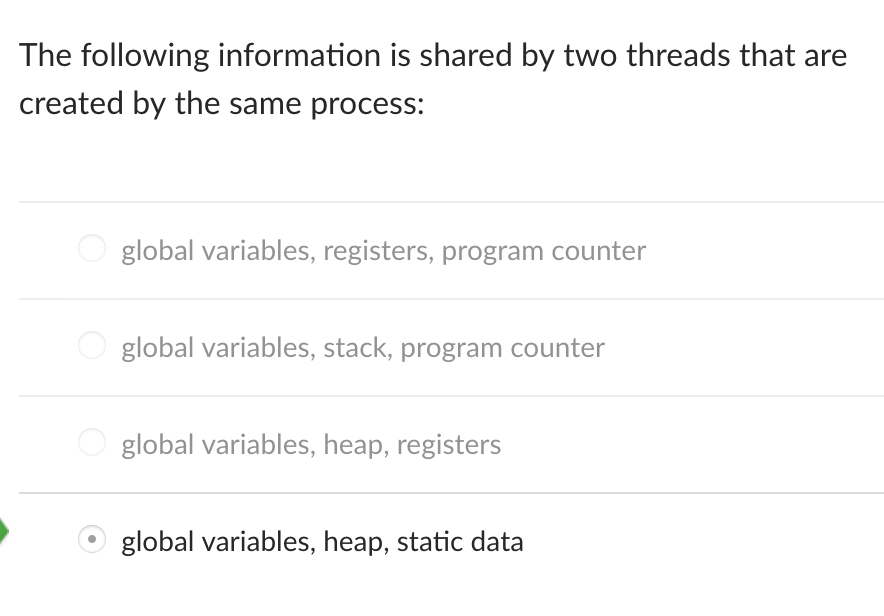 The following information is shared by two threads that are
created by the same process:
global variables, registers, program counter
global variables, stack, program counter
global variables, heap, registers
global variables, heap, static data